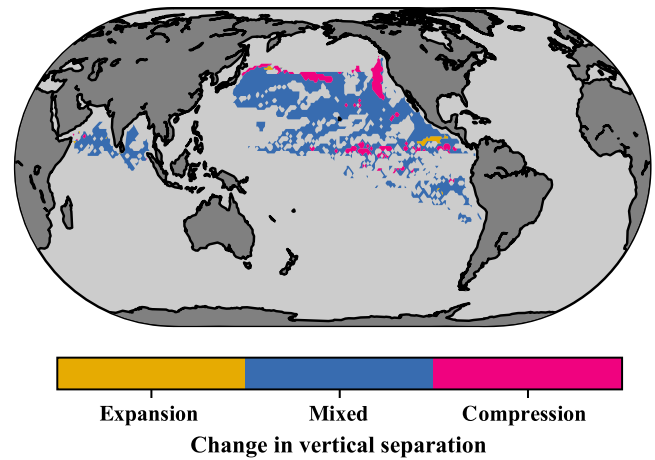 Expansion Mixed Compression
Change in vertical separation